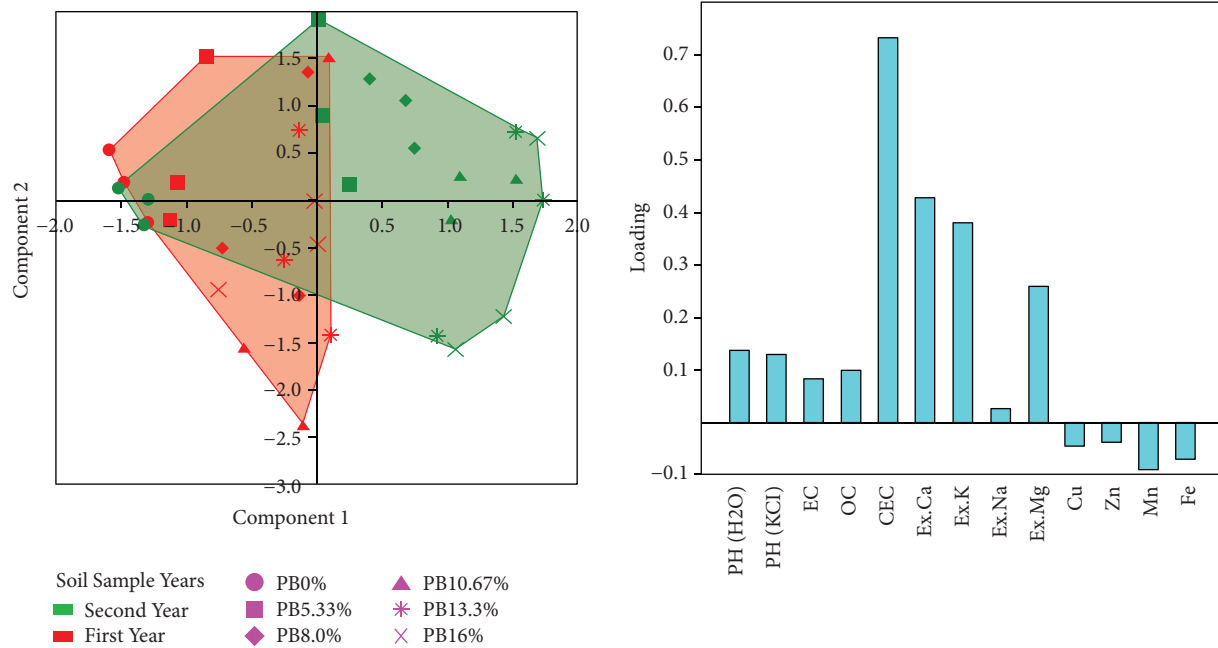 1.5
1.0
0.5
−2.0 −1.5 −1.0 −0.5 0.5 1.0 1.5 2.0
−0.5
−1.0
−1.5
−2.0
−2.5
−3.0
Component 2
Component 1
Soil Sample Years
Second Year
First Year
PB0%
PB5.33%
PB8.0%
PB10.67%
PB13.3%
PB16%
0.7
0.6
0.5
0.4
0.3
0.2
0.1
−0.1
Loading
PH (H2O)
PH (KCI)
EC
OC
CEC
Ex.Ca
Ex.K
Ex.Na
Ex.Mg
Cu
Zn
Mn
Fe